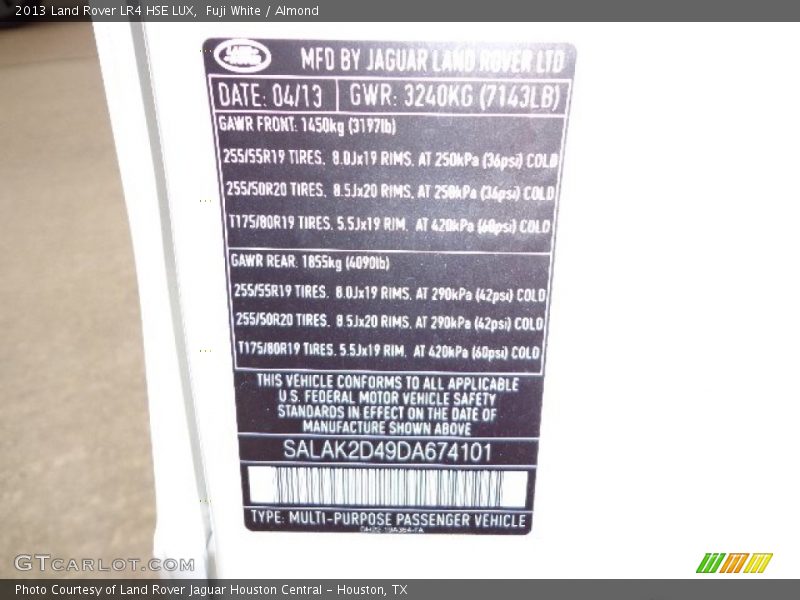 2013 Land Rover LR4 HSE LUX, Fuji White / Almond
LAND ROVER MFD BY JAGUAR LAND ROVER LTD
DATE: 04/13 GWR: 3240KG (7143LB)
GAWR FRONT: 1450kg (3197lb)
255/55R19 TIRES, 8.0Jx19 RIMS, AT 250kPa (36psi) COLD
255/50R20 TIRES, 8.5Jx20 RIMS, AT 250kPa (36psi) COLD
T175/80R19 TIRES, 5.5Jx19 RIM, AT 420kPa (60psi) COLD
GAWR REAR: 1855kg (4090lb)
255/55R19 TIRES, 8.0Jx19 RIMS, AT 290kPa (42psi) COLD
255/50R20 TIRES, 8.5Jx20 RIMS, AT 290kPa (42psi) COLD
T175/80R19 TIRES, 5.5Jx19 RIM, AT 420kPa (60psi) COLD
THIS VEHICLE CONFORMS TO ALL APPLICABLE
U.S. FEDERAL MOTOR VEHICLE SAFETY
STANDARDS IN EFFECT ON THE DATE OF
MANUFACTURE SHOWN ABOVE
SALAK2D49DA674101
TYPE: MULTI-PURPOSE PASSENGER VEHICLE
GTCARLOT.COM
Photo Courtesy of Land Rover Jaguar Houston Central - Houston, TX